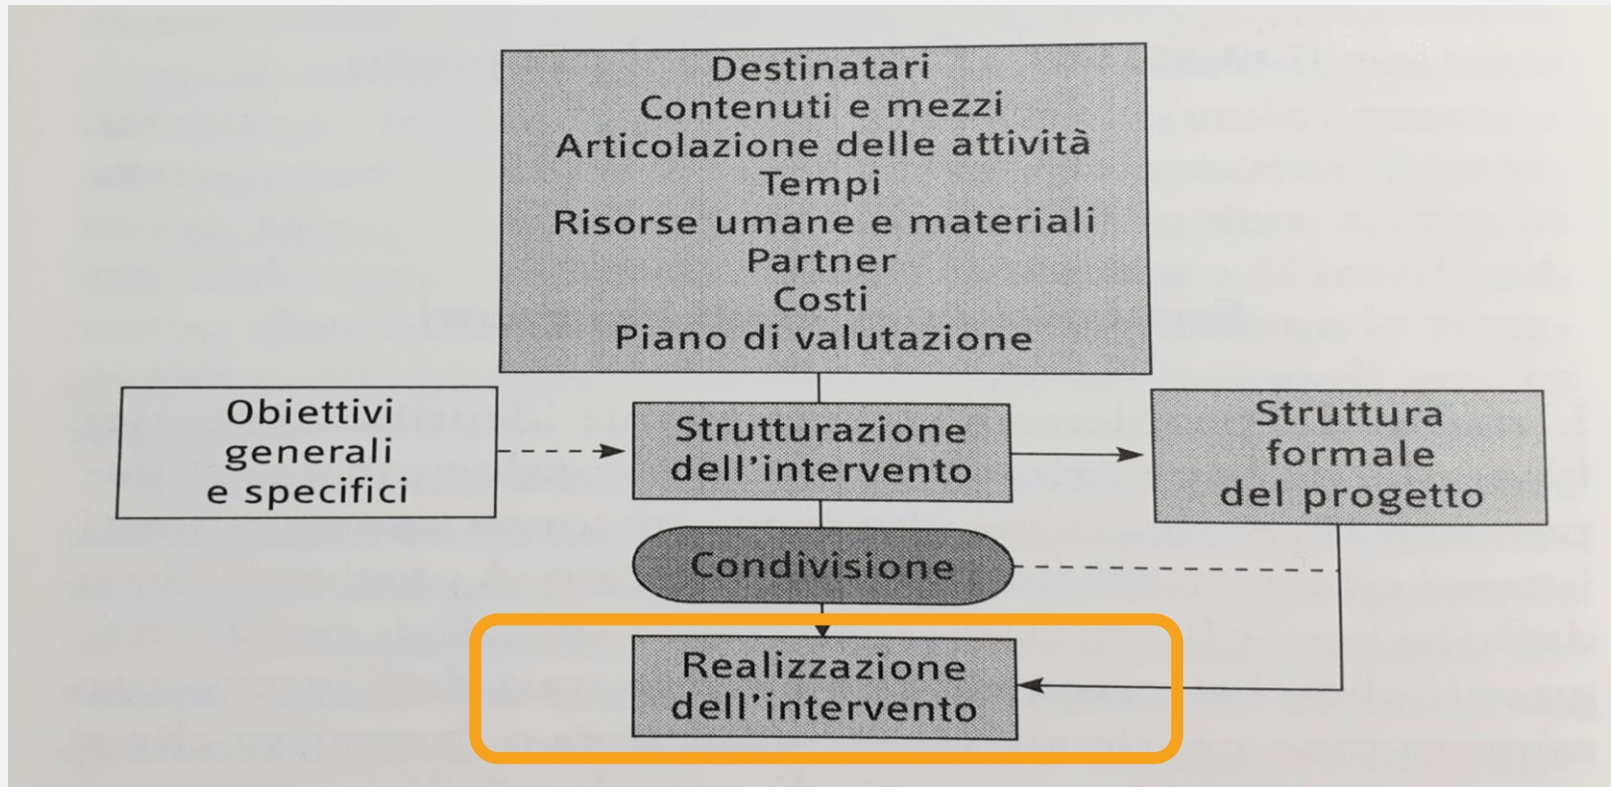 Destinatari
Contenuti e mezzi
Articolazione delle attività
Tempi
Risorse umane e materiali
Partner
Costi
Piano di valutazione
Obiettivi
generali
e specifici
Strutturazione
dell'intervento
Struttura
formale
del progetto
Condivisione
Realizzazione
dell'intervento